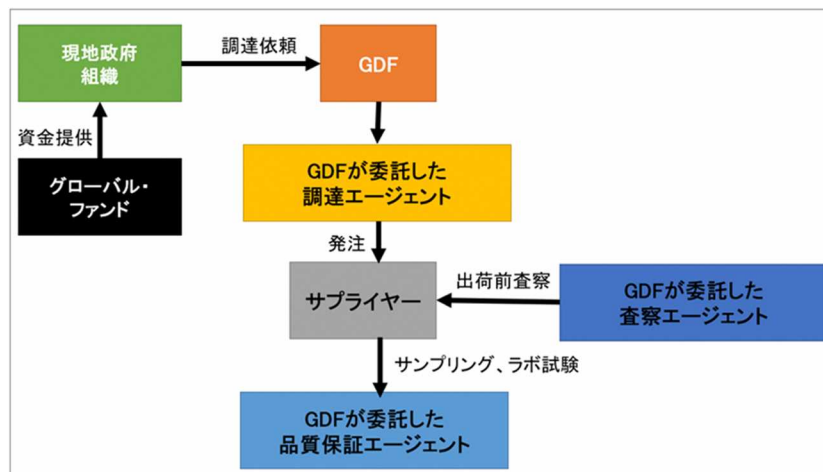 現地政府
組織
調達依頼
GDF
資金提供
グローバル・
ファンド
GDFが委託した
調達エージェント
発注
サプライヤー
出荷前査察
GDFが委託した
査察エージェント
サンプリング、ラボ試験
GDFが委託した
品質保証エージェント